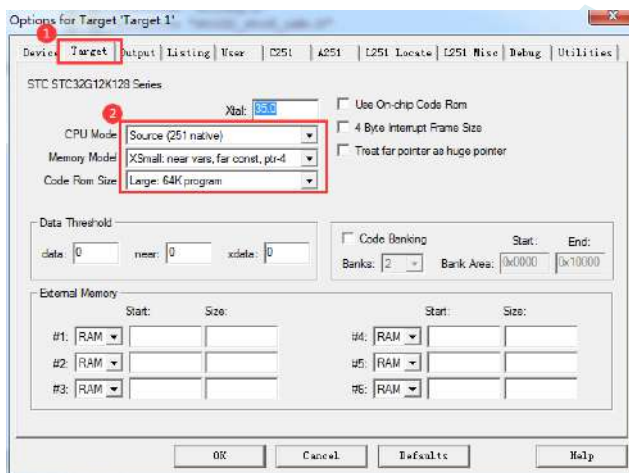 Options for Target 'Target 1'
1
Device Target Output Listing User C251 A251 L251 Locate L251 Misc Debug Utilities
STC STC32G12K128 Series
2
Xtal: 35.0
Use On-chip Code Rom
CPU Mode Source (251 native)
4 Byte Interrupt Frame Size
Memory Model XSmall: near vars, far const, ptr-4
Treat far pointer as huge pointer
Code Rom Size Large: 64K program
Data Threshold
data: 0 near: 0 xdata: 0
Code Banking Start: End:
Banks: 2 Bank Area: 0x0000 0x10000
External Memory
Start: Size: Start: Size:
#1: RAM #4: RAM
#2: RAM #5: RAM
#3: RAM #6: RAM
OK Cancel Defaults Help